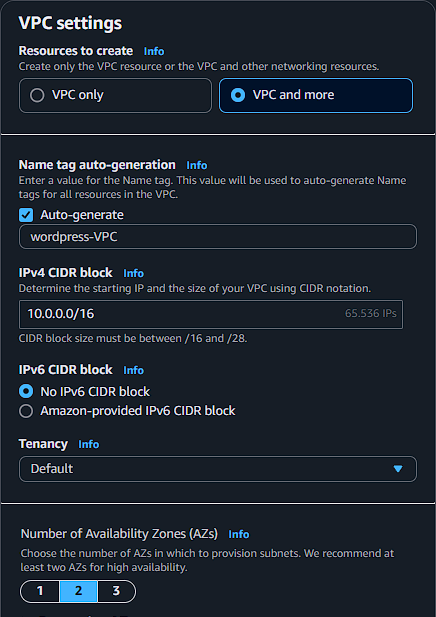 VPC settings
Resources to create Info
Create only the VPC resource or the VPC and other networking resources.
VPC only
VPC and more
Name tag auto-generation Info
Enter a value for the Name tag. This value will be used to auto-generate Name
tags for all resources in the VPC.
Auto-generate
wordpress-VPC
IPv4 CIDR block Info
Determine the starting IP and the size of your VPC using CIDR notation.
10.0.0.0/16 65.536 IPs
CIDR block size must be between /16 and /28.
IPv6 CIDR block Info
No IPv6 CIDR block
Amazon-provided IPv6 CIDR block
Tenancy Info
Default
Number of Availability Zones (AZs) Info
Choose the number of AZs in which to provision subnets. We recommend at
least two AZs for high availability.
1 2 3